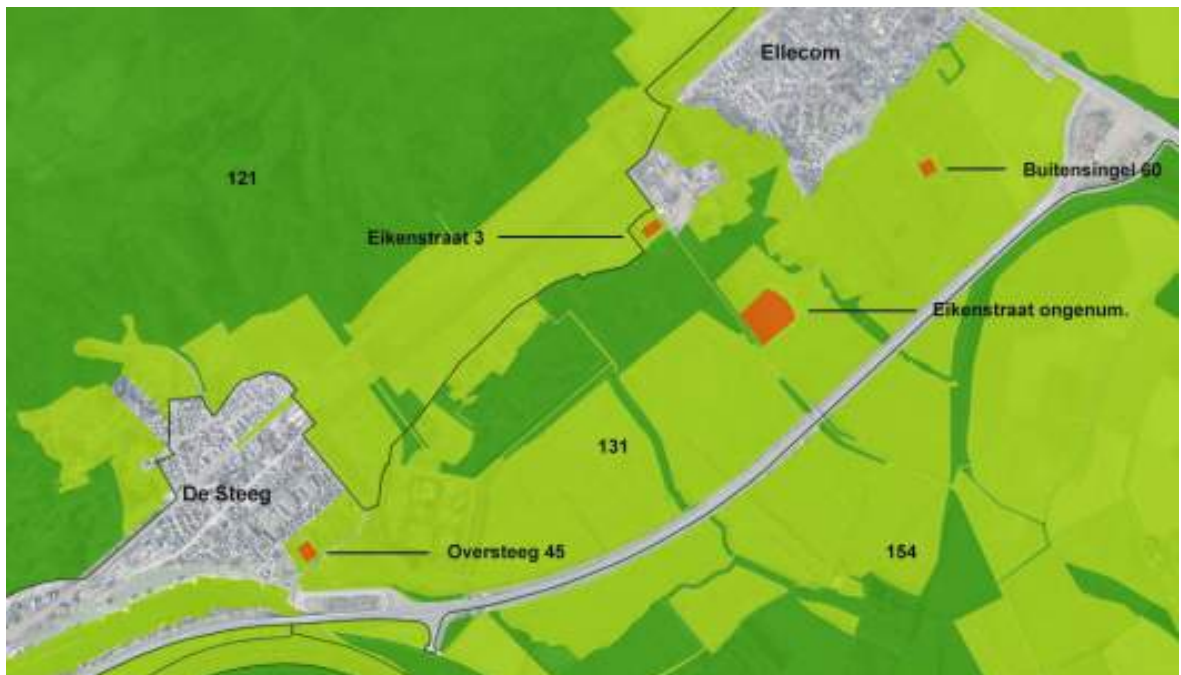 Ellecom
Buitensingel 60
121
Eikenstraat 3
Eikenstraat ongenum.
131
De Steeg
Oversteeg 45
154